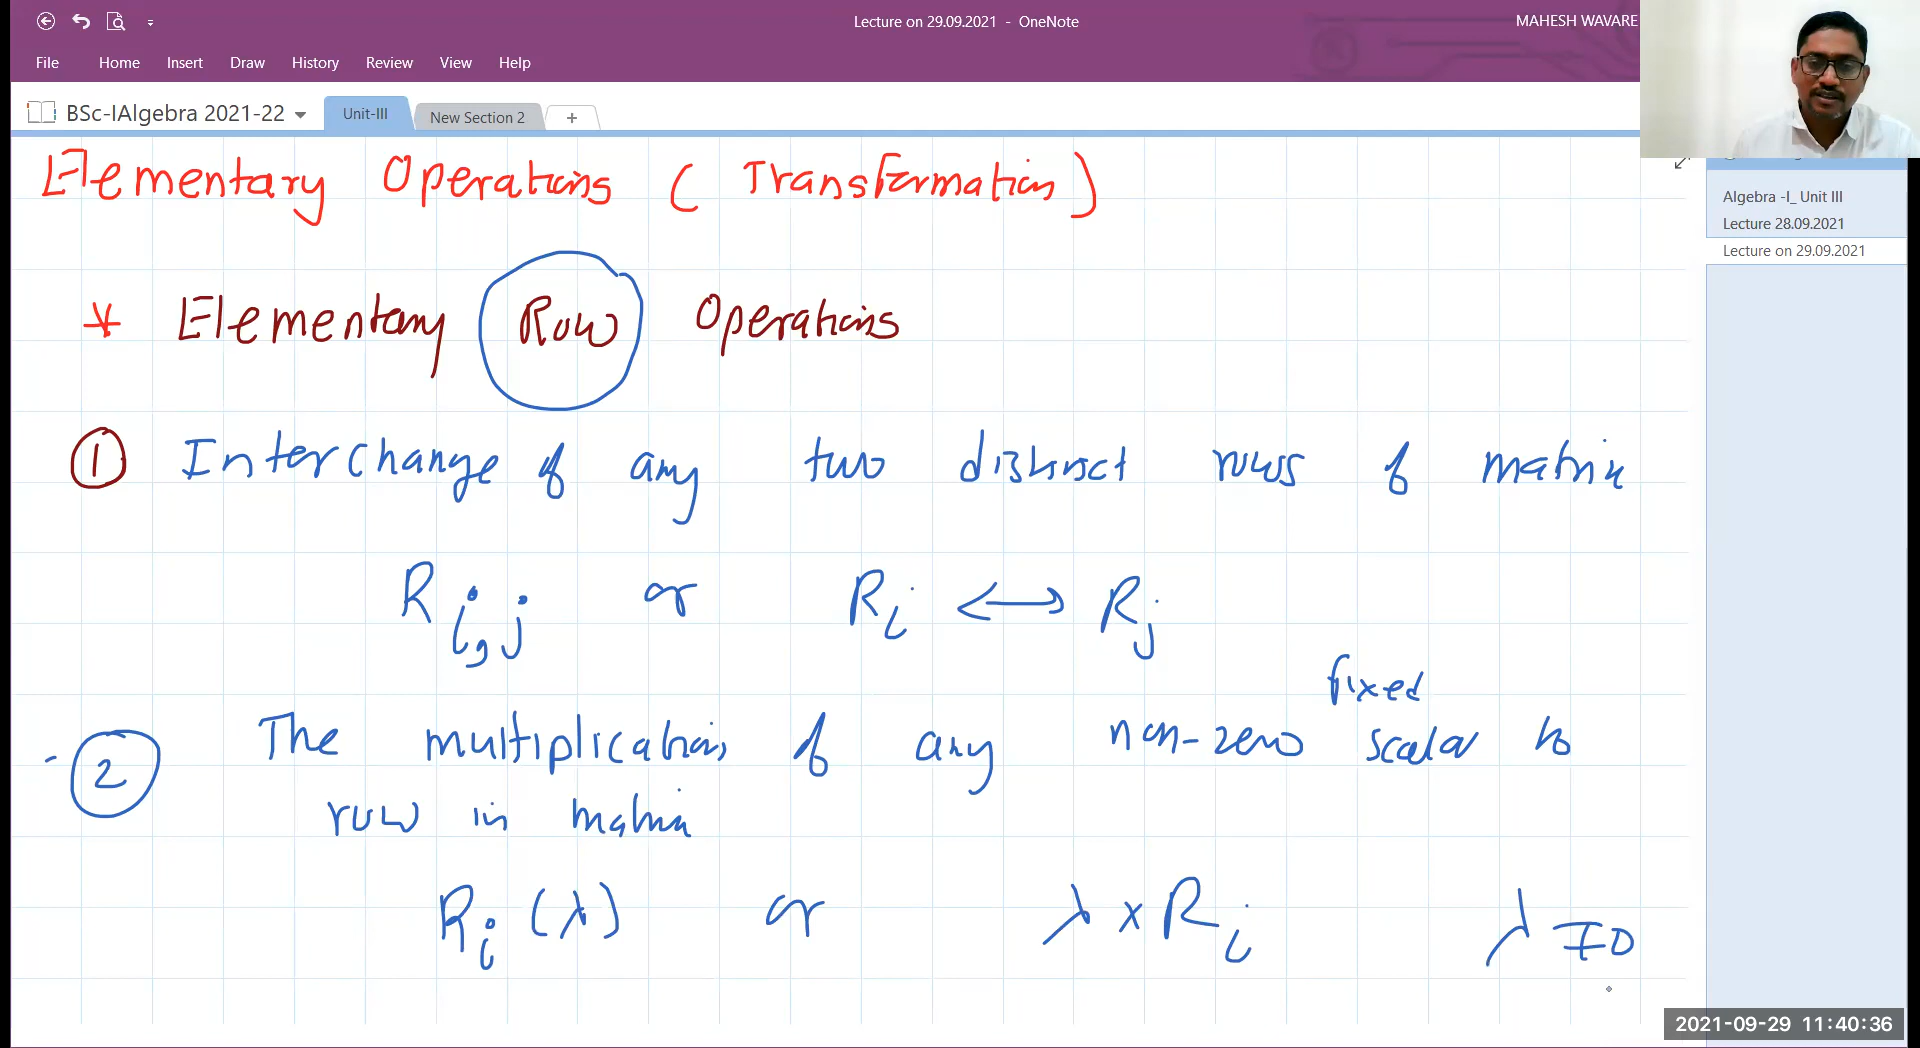 Lecture on 29.09.2021 - OneNote
MAHESH WAVARE
File Home Insert Draw History Review View Help
BSc-IAlgebra 2021-22
Unit-III
New Section 2
+
Elementary Operations ( Transformation )
* Elementary Row Operations
① Interchange of any two distinct rows of matrix
R i, j or Ri ⟷ Rj
fixed
② The multiplication of any non-zero scalar to
row in matrix
Ri (λ) or λ × Ri λ ≠ 0
Algebra -I_ Unit III
Lecture 28.09.2021
Lecture on 29.09.2021
2021-09-29 11:40:36